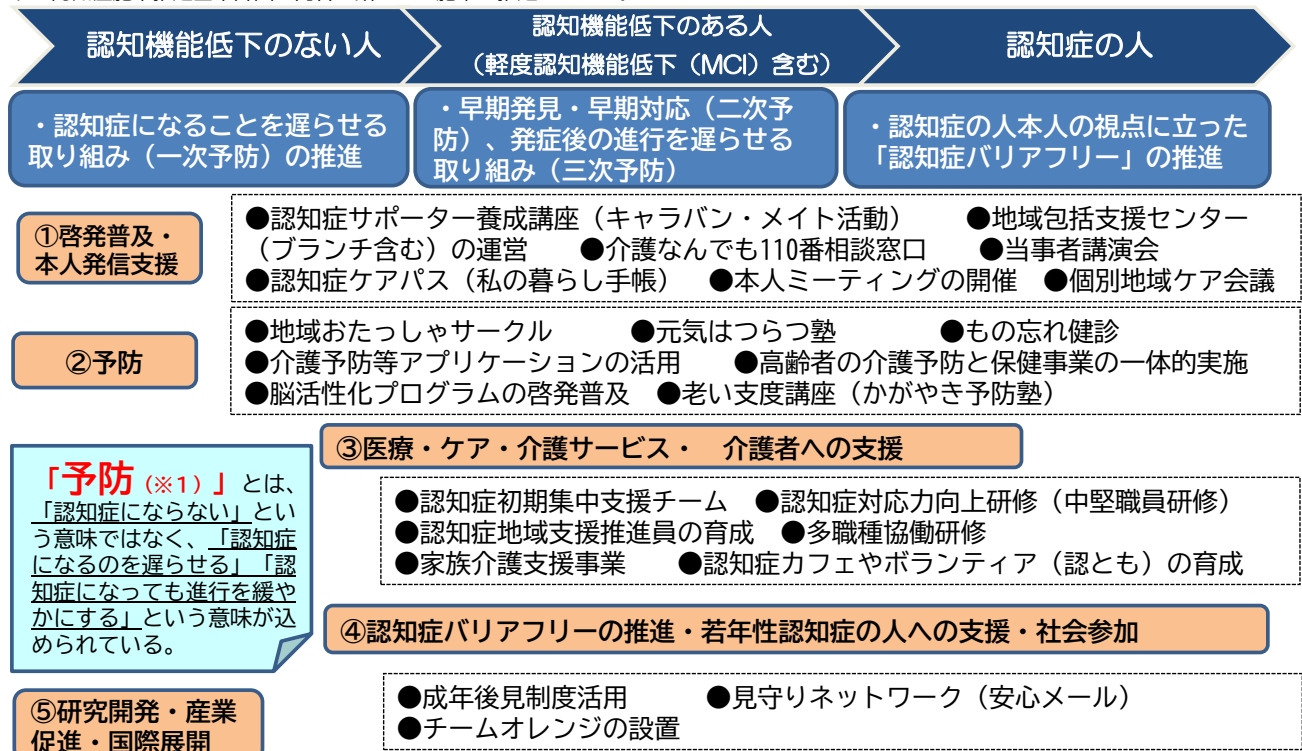 認知機能低下のない人
認知機能低下のある人
（軽度認知機能低下（MCI）含む）
認知症の人
・認知症になることを遅らせる
取り組み（一次予防）の推進
・早期発見・早期対応（二次予
防）、発症後の進行を遅らせる
取り組み（三次予防）
・認知症の人本人の視点に立った
「認知症バリアフリー」の推進
①啓発普及・
本人発信支援
●認知症サポーター養成講座（キャラバン・メイト活動）　●地域包括支援センター
（ブランチ含む）の運営　●介護なんでも110番相談窓口　●当事者講演会
●認知症ケアパス（私の暮らし手帳）　●本人ミーティングの開催　●個別地域ケア会議
②予防
●地域おたっしゃサークル　●元気はつらつ塾　●もの忘れ健診
●介護予防等アプリケーションの活用　●高齢者の介護予防と保健事業の一体的実施
●脳活性化プログラムの啓発普及　●老い支度講座（かがやき予防塾）
「予防（※１）」とは、
「認知症にならない」とい
う意味ではなく、「認知症
になるのを遅らせる」「認
知症になっても進行を緩や
かにする」という意味が込
められている。
③医療・ケア・介護サービス・　介護者への支援
●認知症初期集中支援チーム　●認知症対応力向上研修（中堅職員研修）
●認知症地域支援推進員の育成　●多職種協働研修
●家族介護支援事業　●認知症カフェやボランティア（認とも）の育成
④認知症バリアフリーの推進・若年性認知症の人への支援・社会参加
●成年後見制度活用　●見守りネットワーク（安心メール）
●チームオレンジの設置
⑤研究開発・産業
促進・国際展開